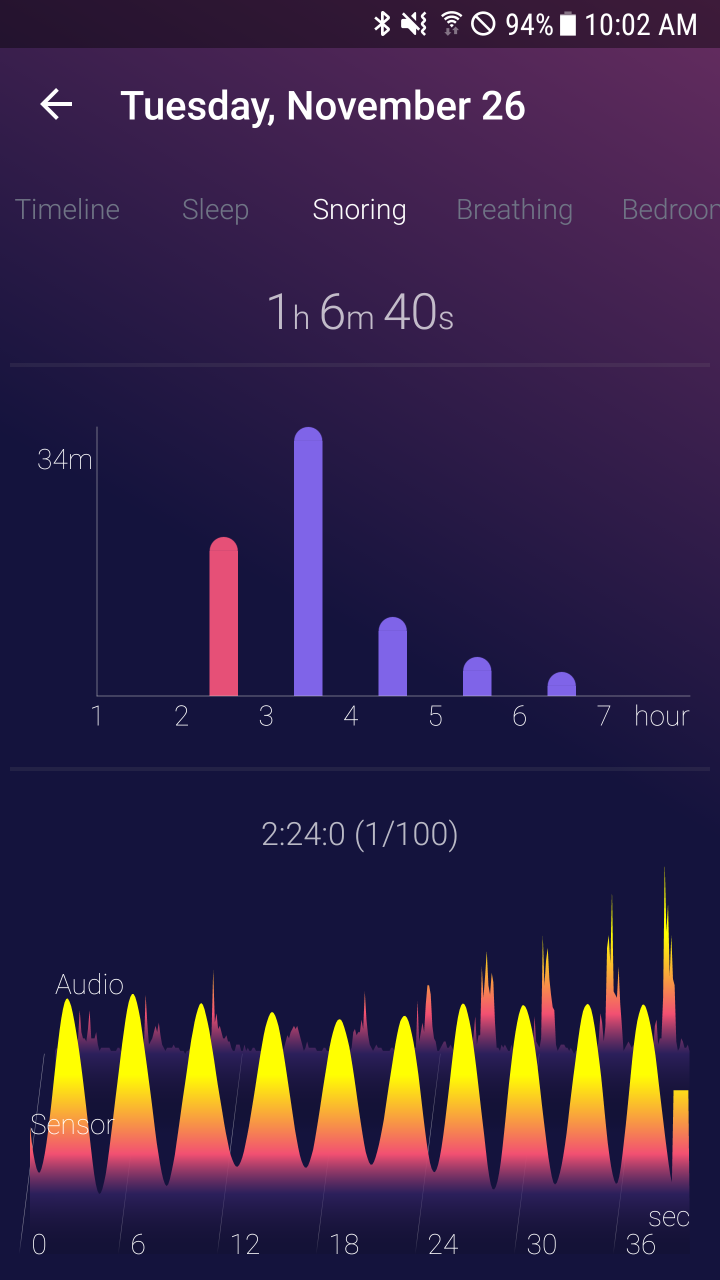 94% 10:02 AM
Tuesday, November 26
Timeline Sleep Snoring Breathing Bedroom
1h 6m 40s
34m
1 2 3 4 5 6 7 hour
2:24:0 (1/100)
Audio
Sensor
sec
0 6 12 18 24 30 36